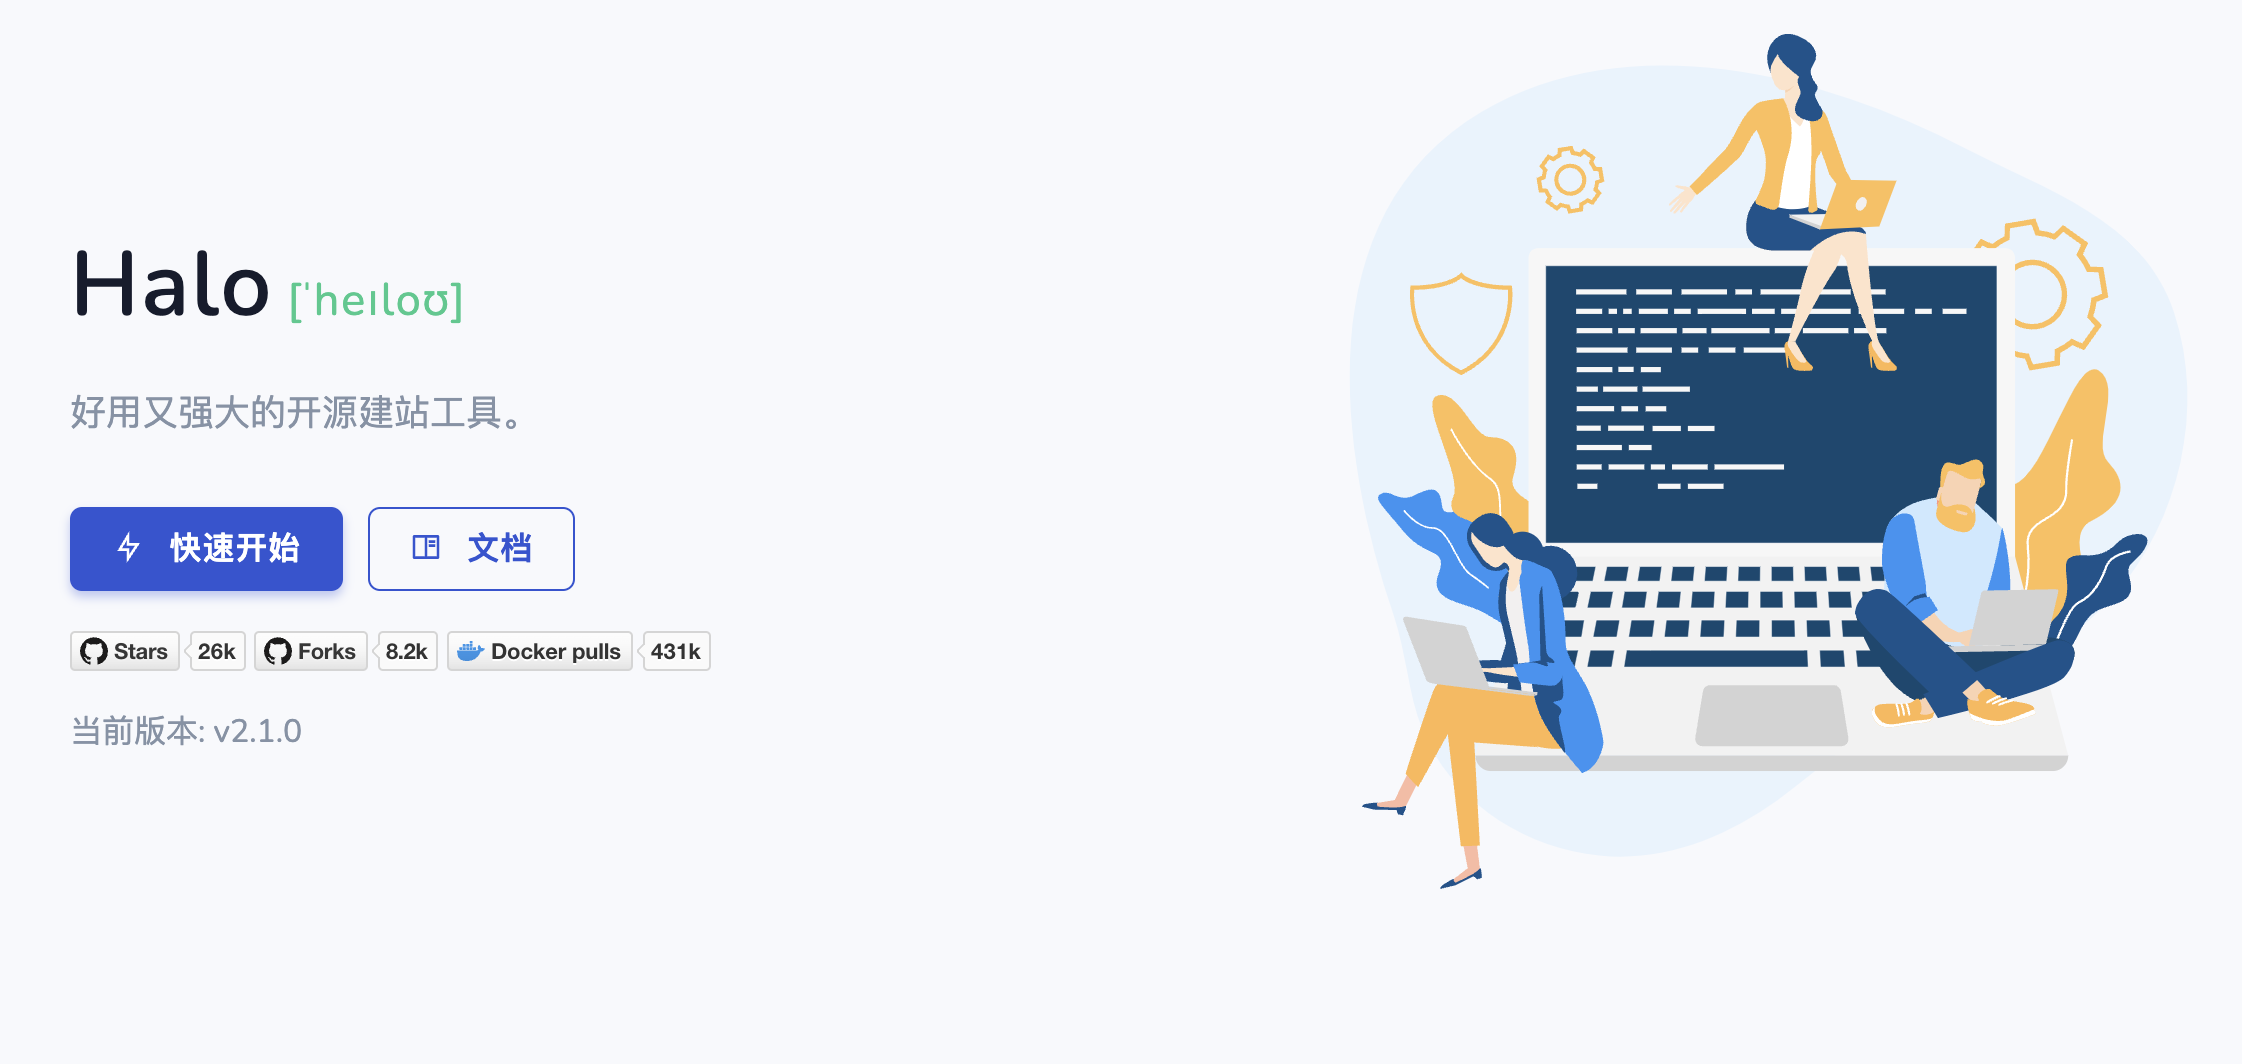 Halo [ˈheɪloʊ]
好用又强大的开源建站工具。
快速开始 文档
Stars 26k Forks 8.2k Docker pulls 431k
当前版本: v2.1.0